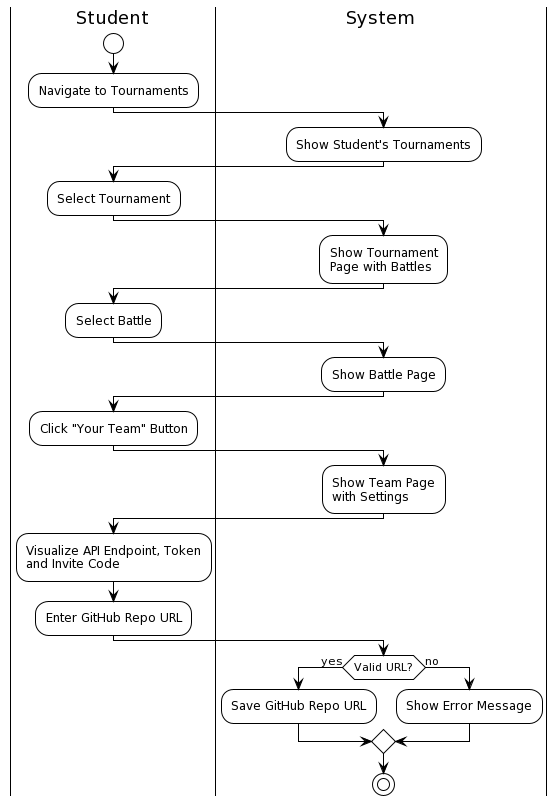 Student
System
Navigate to Tournaments
Show Student's Tournaments
Select Tournament
Show Tournament
Page with Battles
Select Battle
Show Battle Page
Click "Your Team" Button
Show Team Page
with Settings
Visualize API Endpoint, Token
and Invite Code
Enter GitHub Repo URL
yes
Valid URL?
no
Save GitHub Repo URL
Show Error Message